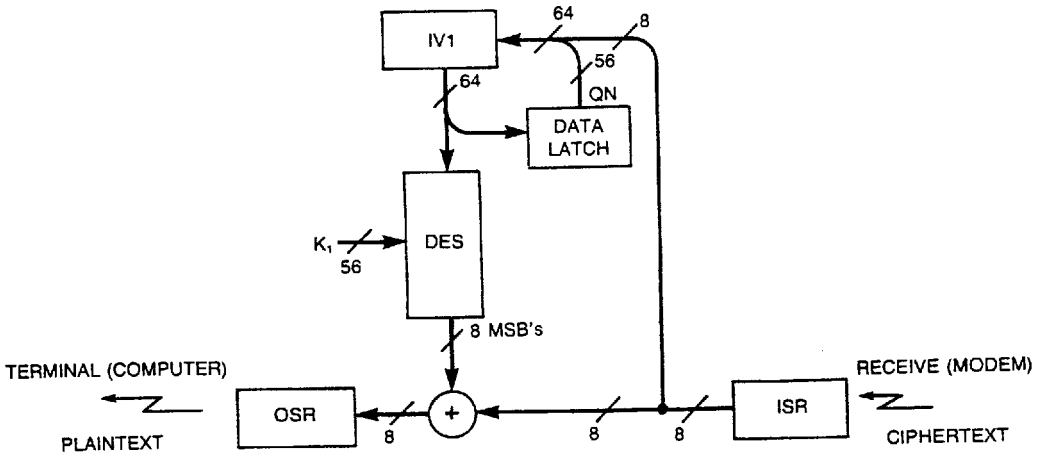 64
8
IV1
56
64
QN
DATA
LATCH
K₁
56
DES
8 MSB's
TERMINAL (COMPUTER)
RECEIVE (MODEM)
OSR
+
ISR
8
8
8
PLAINTEXT
CIPHERTEXT